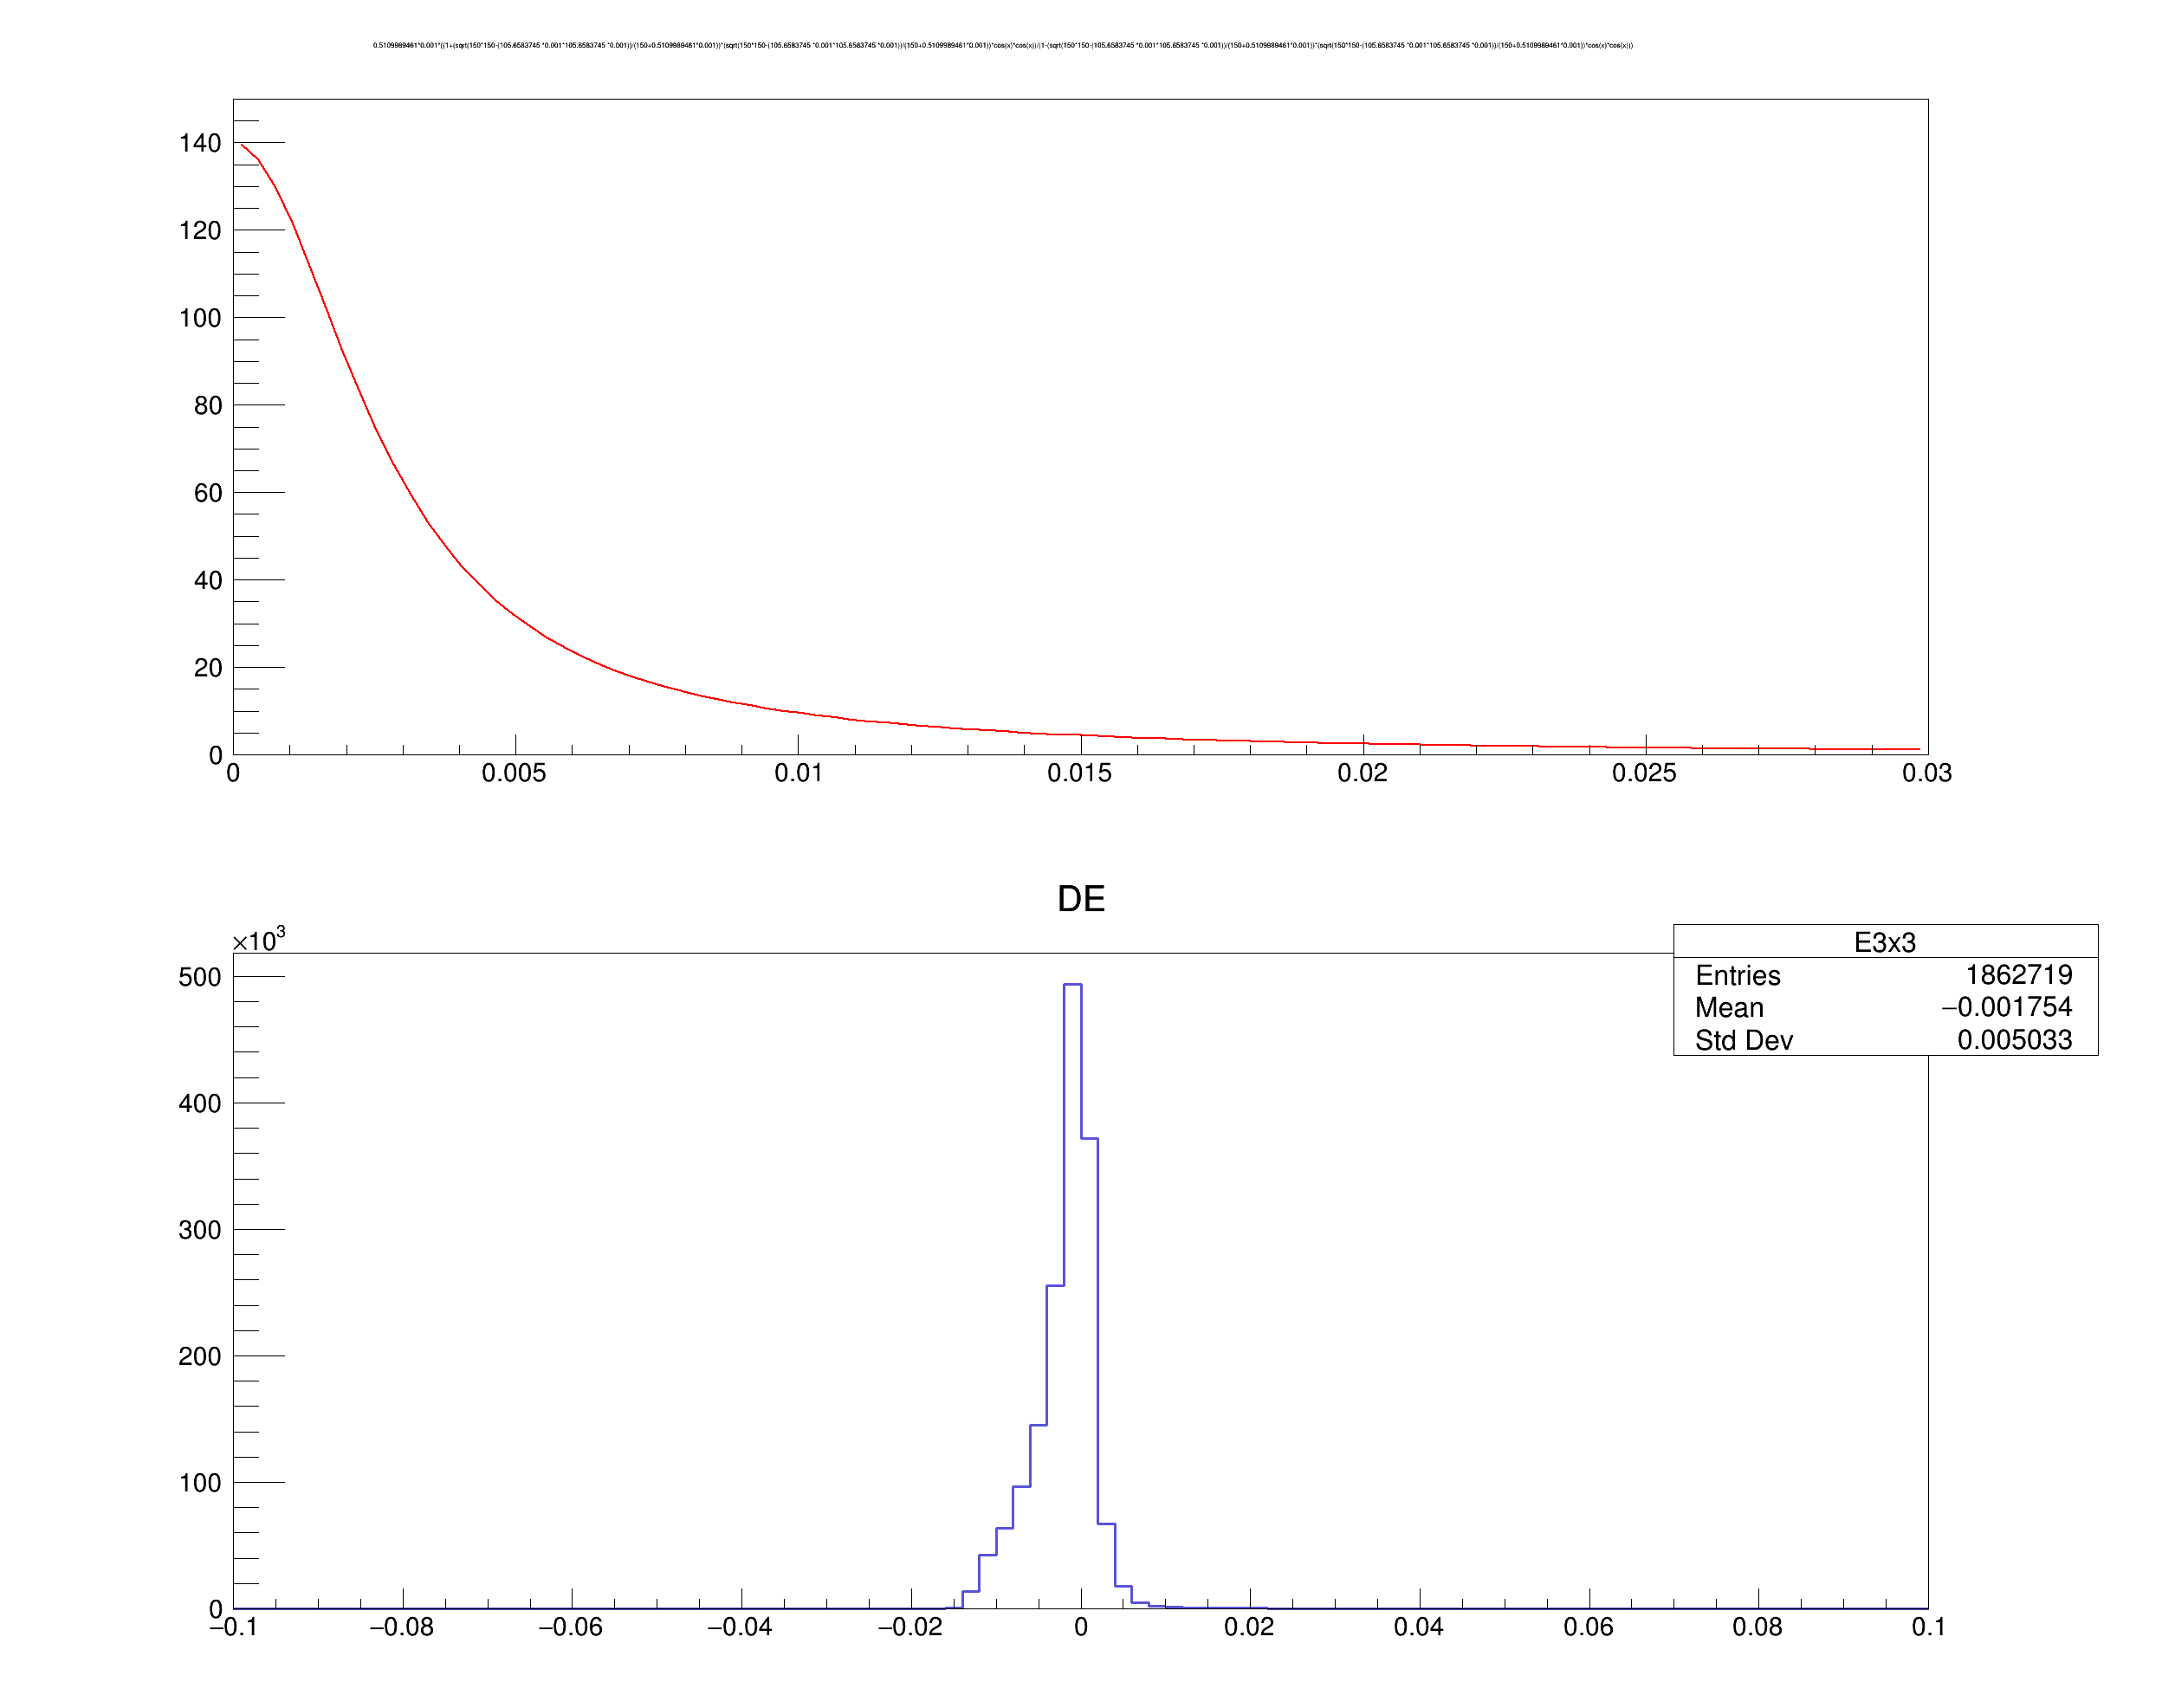 0.5109989461*0.001*((1+(sqrt(150*150-(105.6583745 *0.001*105.6583745 *0.001))/(150+0.5109989461*0.001))*(sqrt(150*150-(105.6583745 *0.001*105.6583745 *0.001))/(150+0.5109989461*0.001))*cos(x)*cos(x))/(1-(sqrt(150*150-(105.6583745 *0.001*105.6583745 *0.001))/(150+0.5109989461*0.001))*(sqrt(150*150-(105.6583745 *0.001*105.6583745 *0.001))/(150+0.5109989461*0.001))*cos(x)*cos(x)))
140
120
100
80
60
40
20
0
0 0.005 0.01 0.015 0.02 0.025 0.03
DE
×10³
E3x3
Entries 1862719
Mean −0.001754
Std Dev 0.005033
500
400
300
200
100
0
−0.1 −0.08 −0.06 −0.04 −0.02 0 0.02 0.04 0.06 0.08 0.1